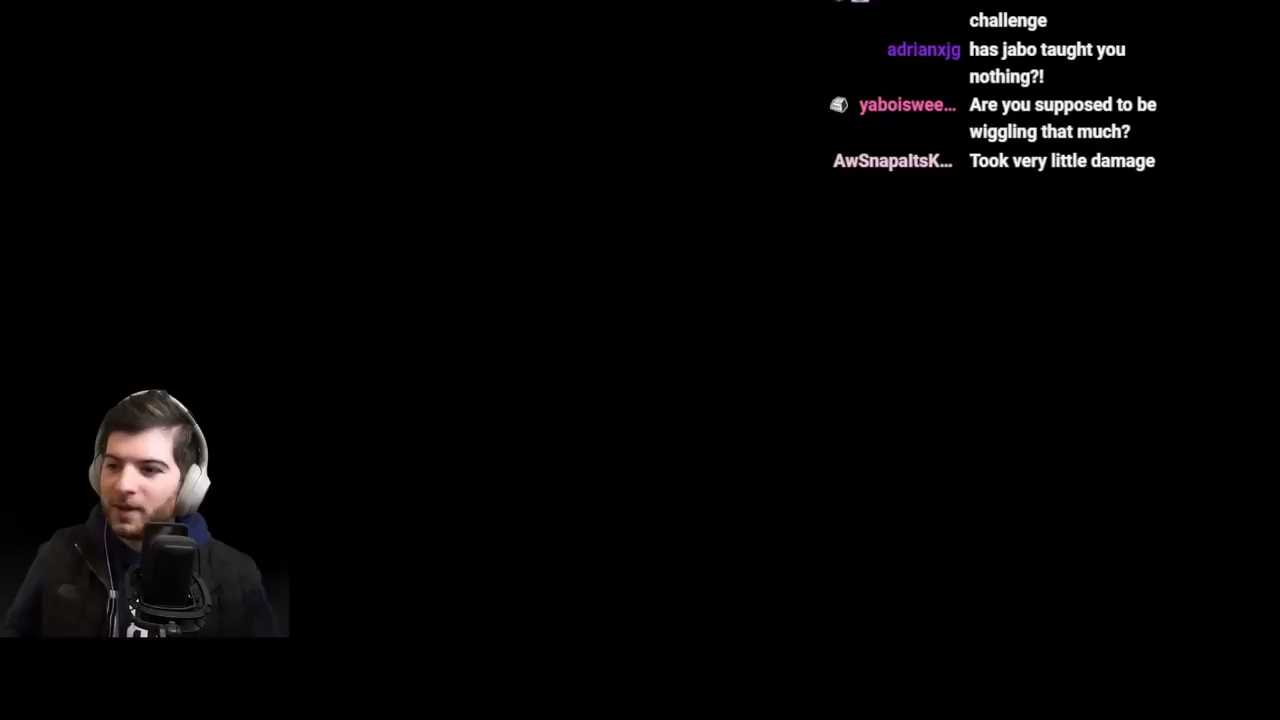 challenge
adrianxjg has jabo taught you
nothing?!
yaboiswee… Are you supposed to be
wiggling that much?
AwSnapaItsK… Took very little damage